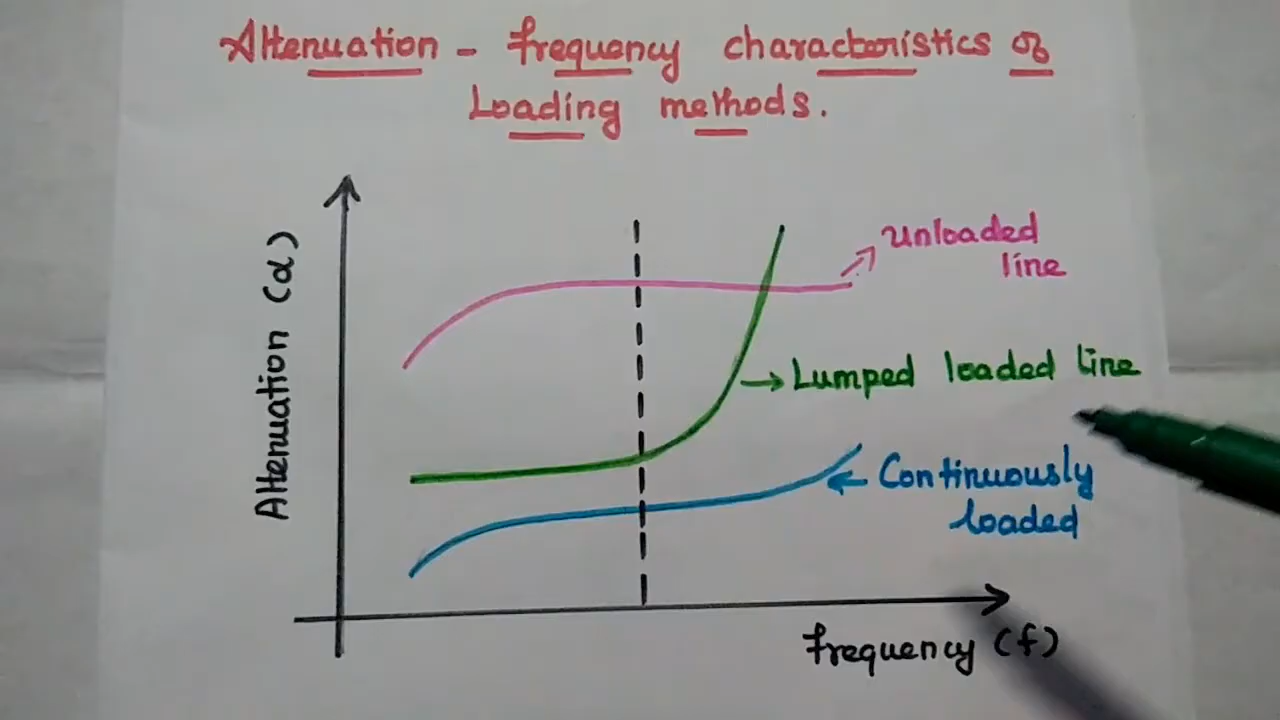 Attenuation - frequency characteristics of
Loading methods.
Attenuation (α)
Unloaded
line
Lumped loaded line
Continuously
loaded
frequency (f)